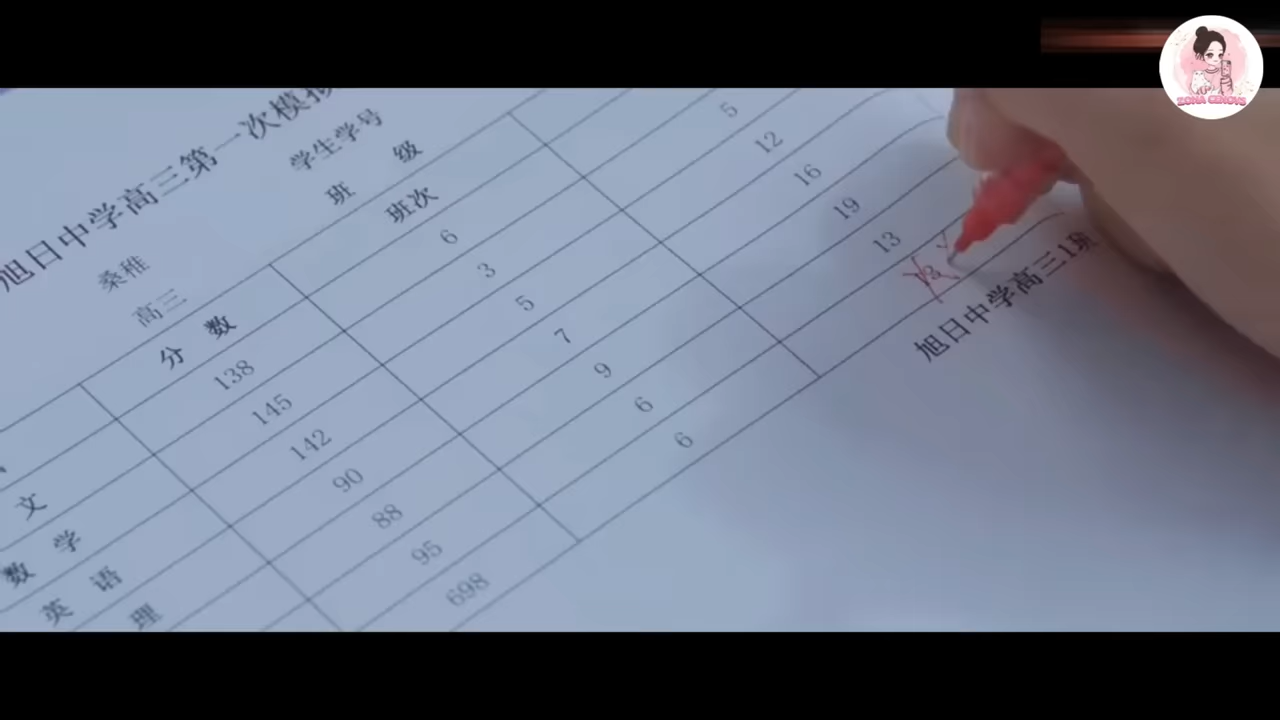 旭日中学高三第一次模拟
桑稚 学生学号
高三 班 级
分 数 班次
138 6 5
文 145 3 12
数 学 142 5 16
英 语 90 7 19
理 88 9 13
95 6
698 6
旭日中学高三1班
ZONA CINOYS